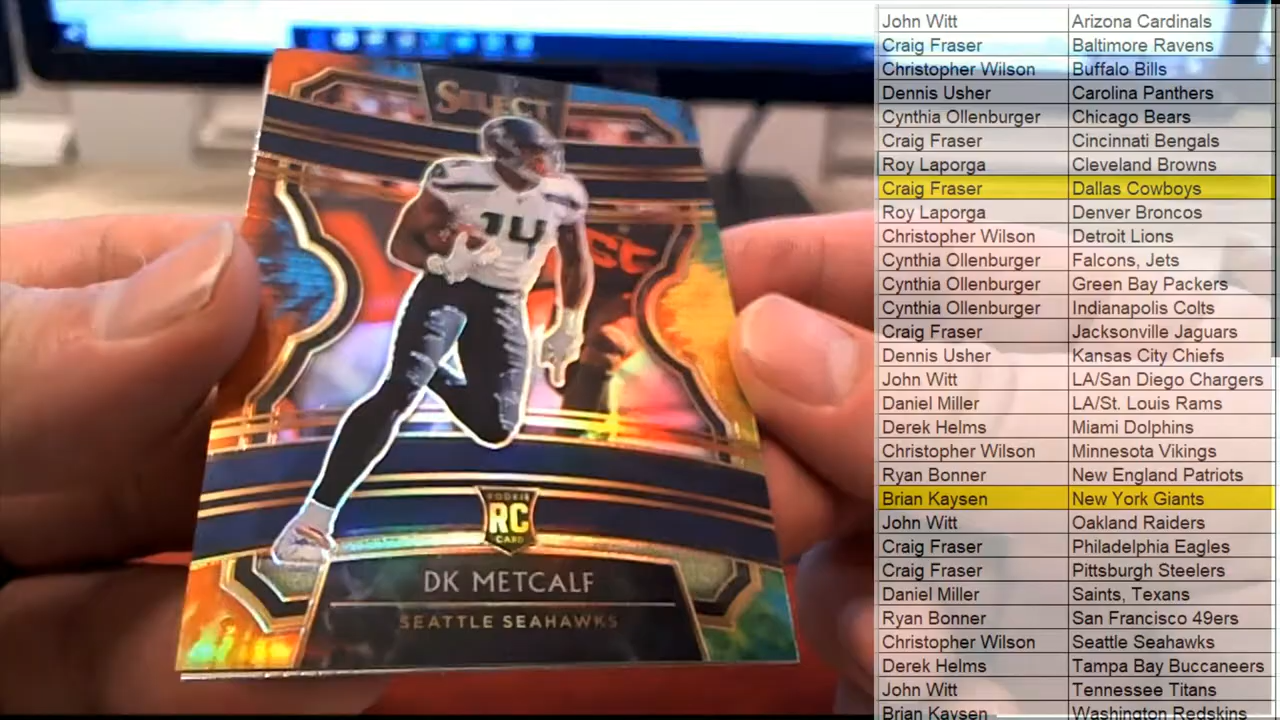 SELECT
14
ROOKIE
RC
CARD
DK METCALF
SEATTLE SEAHAWKS
John Witt Arizona Cardinals
Craig Fraser Baltimore Ravens
Christopher Wilson Buffalo Bills
Dennis Usher Carolina Panthers
Cynthia Ollenburger Chicago Bears
Craig Fraser Cincinnati Bengals
Roy Laporga Cleveland Browns
Craig Fraser Dallas Cowboys
Roy Laporga Denver Broncos
Christopher Wilson Detroit Lions
Cynthia Ollenburger Falcons, Jets
Cynthia Ollenburger Green Bay Packers
Cynthia Ollenburger Indianapolis Colts
Craig Fraser Jacksonville Jaguars
Dennis Usher Kansas City Chiefs
John Witt LA/San Diego Chargers
Daniel Miller LA/St. Louis Rams
Derek Helms Miami Dolphins
Christopher Wilson Minnesota Vikings
Ryan Bonner New England Patriots
Brian Kaysen New York Giants
John Witt Oakland Raiders
Craig Fraser Philadelphia Eagles
Craig Fraser Pittsburgh Steelers
Daniel Miller Saints, Texans
Ryan Bonner San Francisco 49ers
Christopher Wilson Seattle Seahawks
Derek Helms Tampa Bay Buccaneers
John Witt Tennessee Titans
Brian Kaysen Washington Redskins